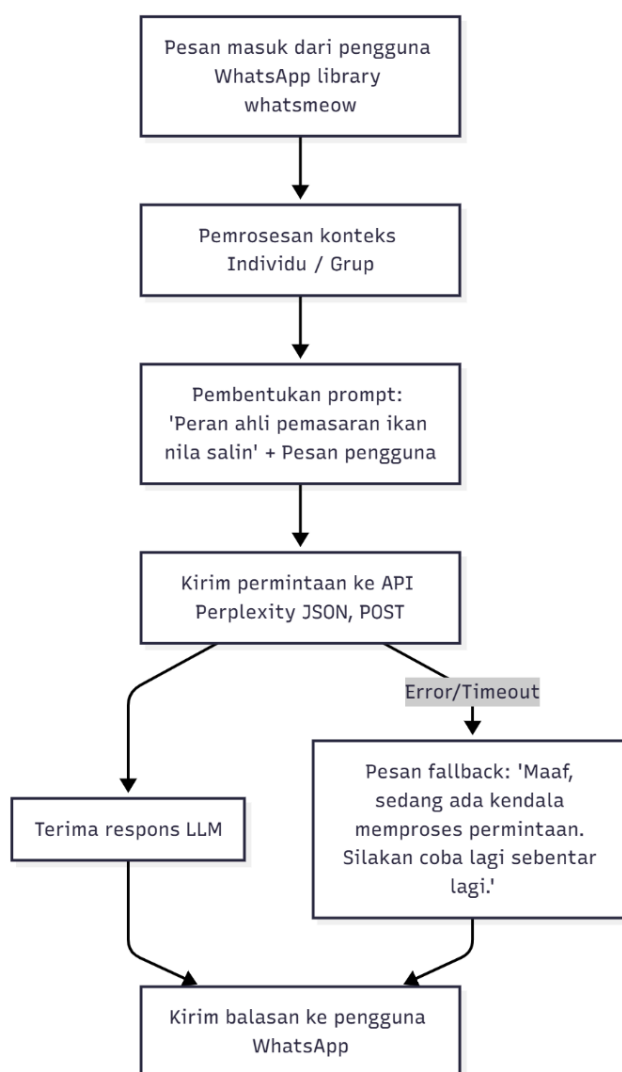 Pesan masuk dari pengguna
WhatsApp library
whatsmeow
Pemrosesan konteks
Individu / Grup
Pembentukan prompt:
'Peran ahli pemasaran ikan
nila salin' + Pesan pengguna
Kirim permintaan ke API
Perplexity JSON, POST
Error/Timeout
Terima respons LLM
Pesan fallback: 'Maaf,
sedang ada kendala
memproses permintaan.
Silakan coba lagi sebentar
lagi.'
Kirim balasan ke pengguna
WhatsApp